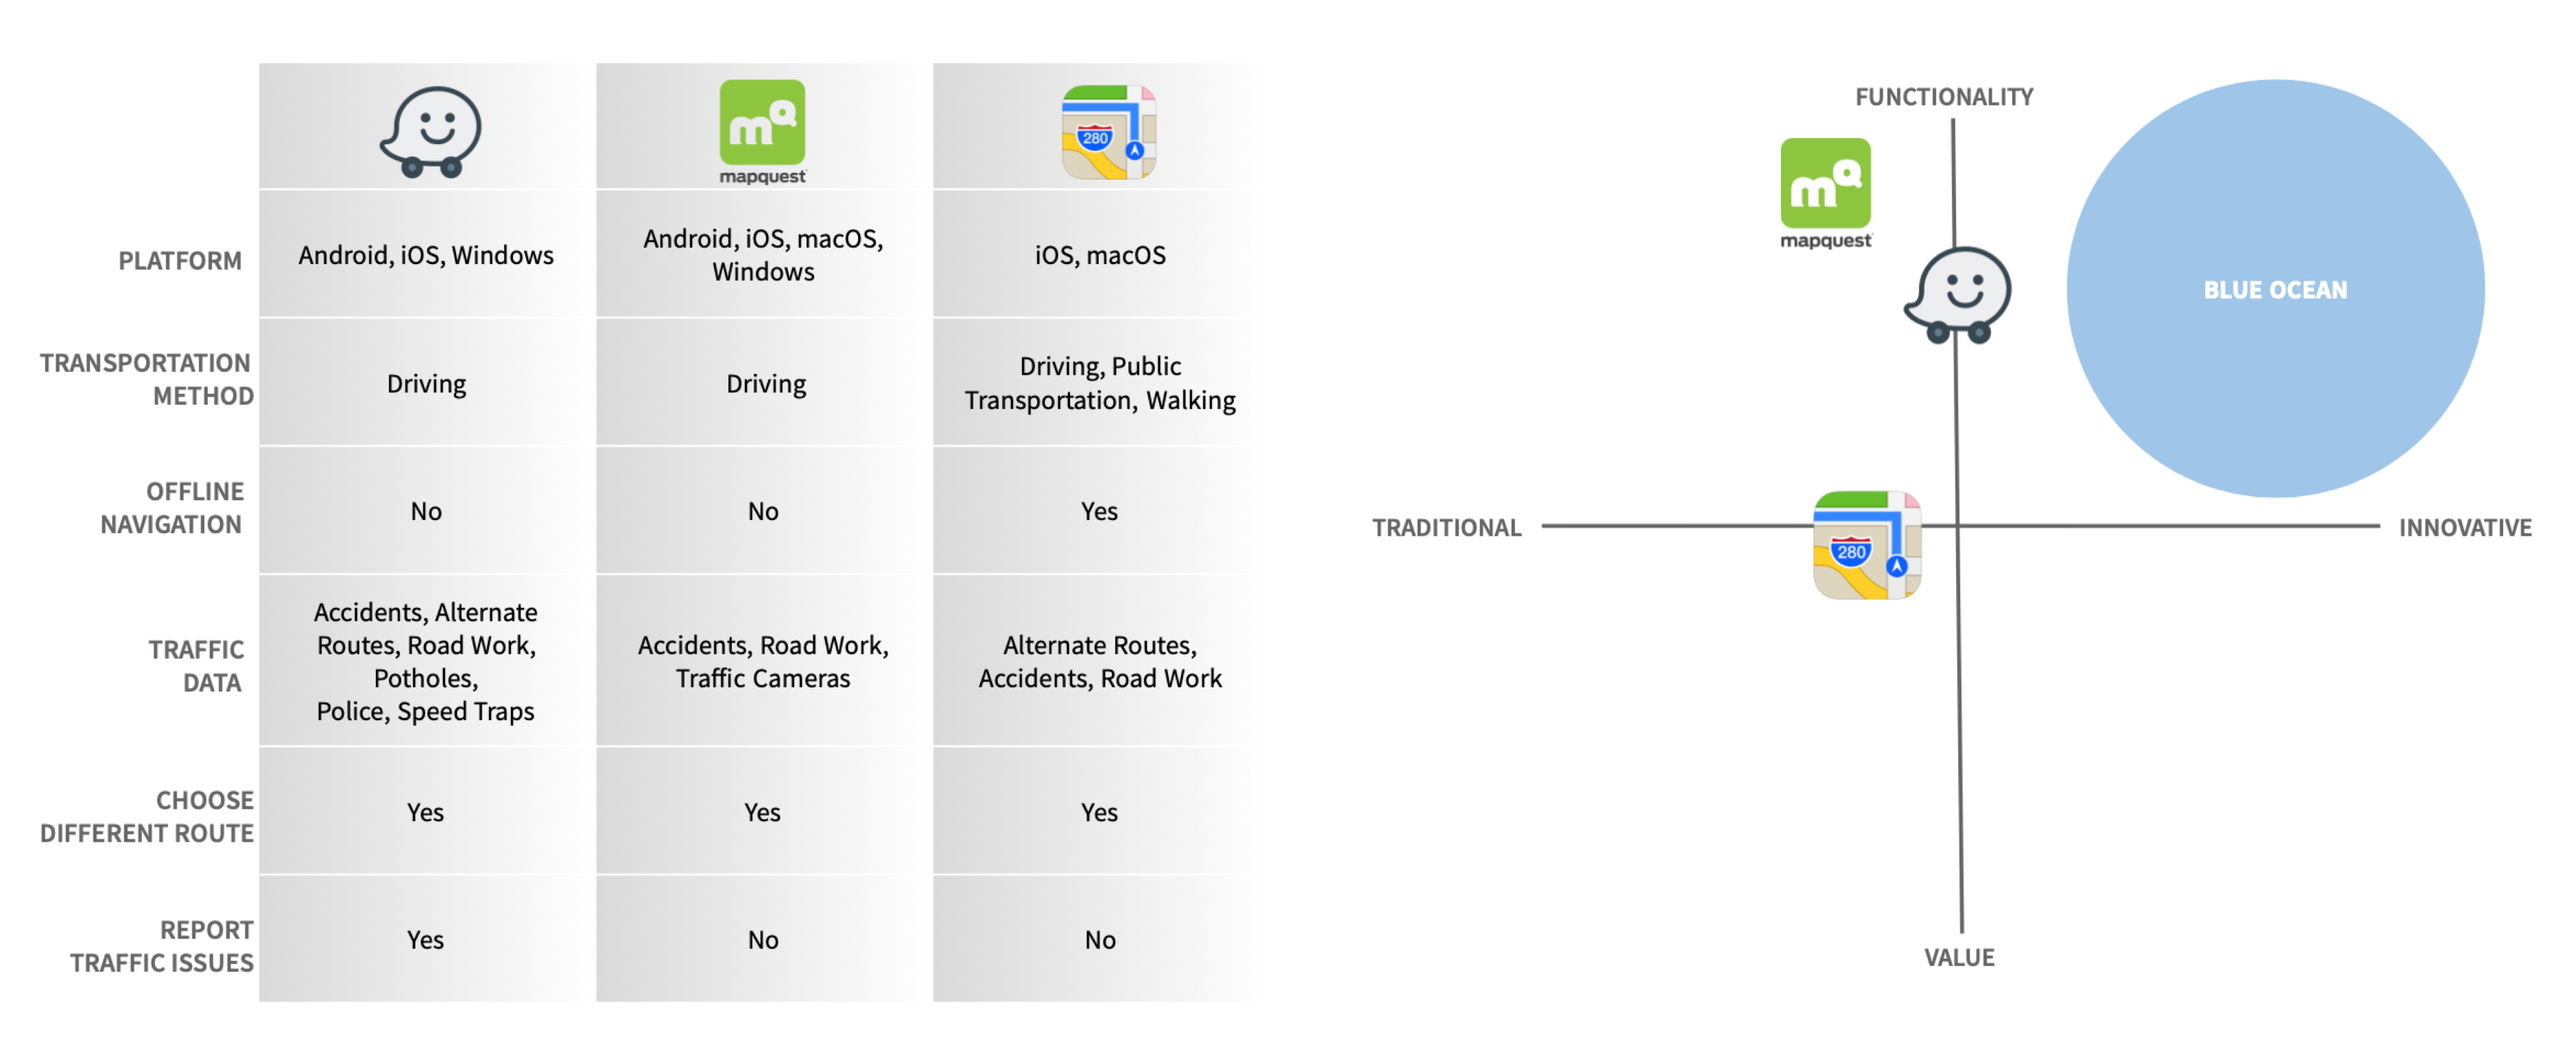 mQ
mapquest
280
PLATFORM
Android, iOS, Windows
Android, iOS, macOS,
Windows
iOS, macOS
TRANSPORTATION
METHOD
Driving
Driving
Driving, Public
Transportation, Walking
OFFLINE
NAVIGATION
No
No
Yes
TRAFFIC
DATA
Accidents, Alternate
Routes, Road Work,
Potholes,
Police, Speed Traps
Accidents, Road Work,
Traffic Cameras
Alternate Routes,
Accidents, Road Work
CHOOSE
DIFFERENT ROUTE
Yes
Yes
Yes
REPORT
TRAFFIC ISSUES
Yes
No
No
FUNCTIONALITY
mQ
mapquest
BLUE OCEAN
TRADITIONAL
280
INNOVATIVE
VALUE